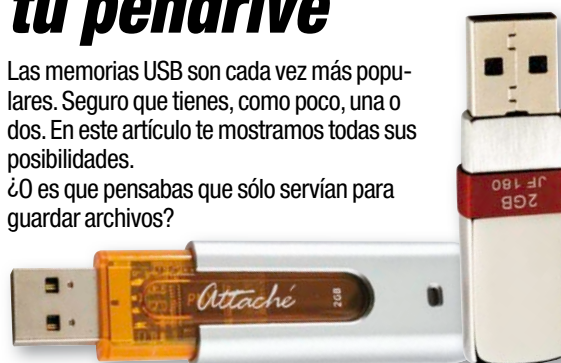 tu pendrive
Las memorias USB son cada vez más popu-
lares. Seguro que tienes, como poco, una o
dos. En este artículo te mostramos todas sus
posibilidades.
¿O es que pensabas que sólo servían para
guardar archivos?
JF 180
2GB
Attaché
2GB